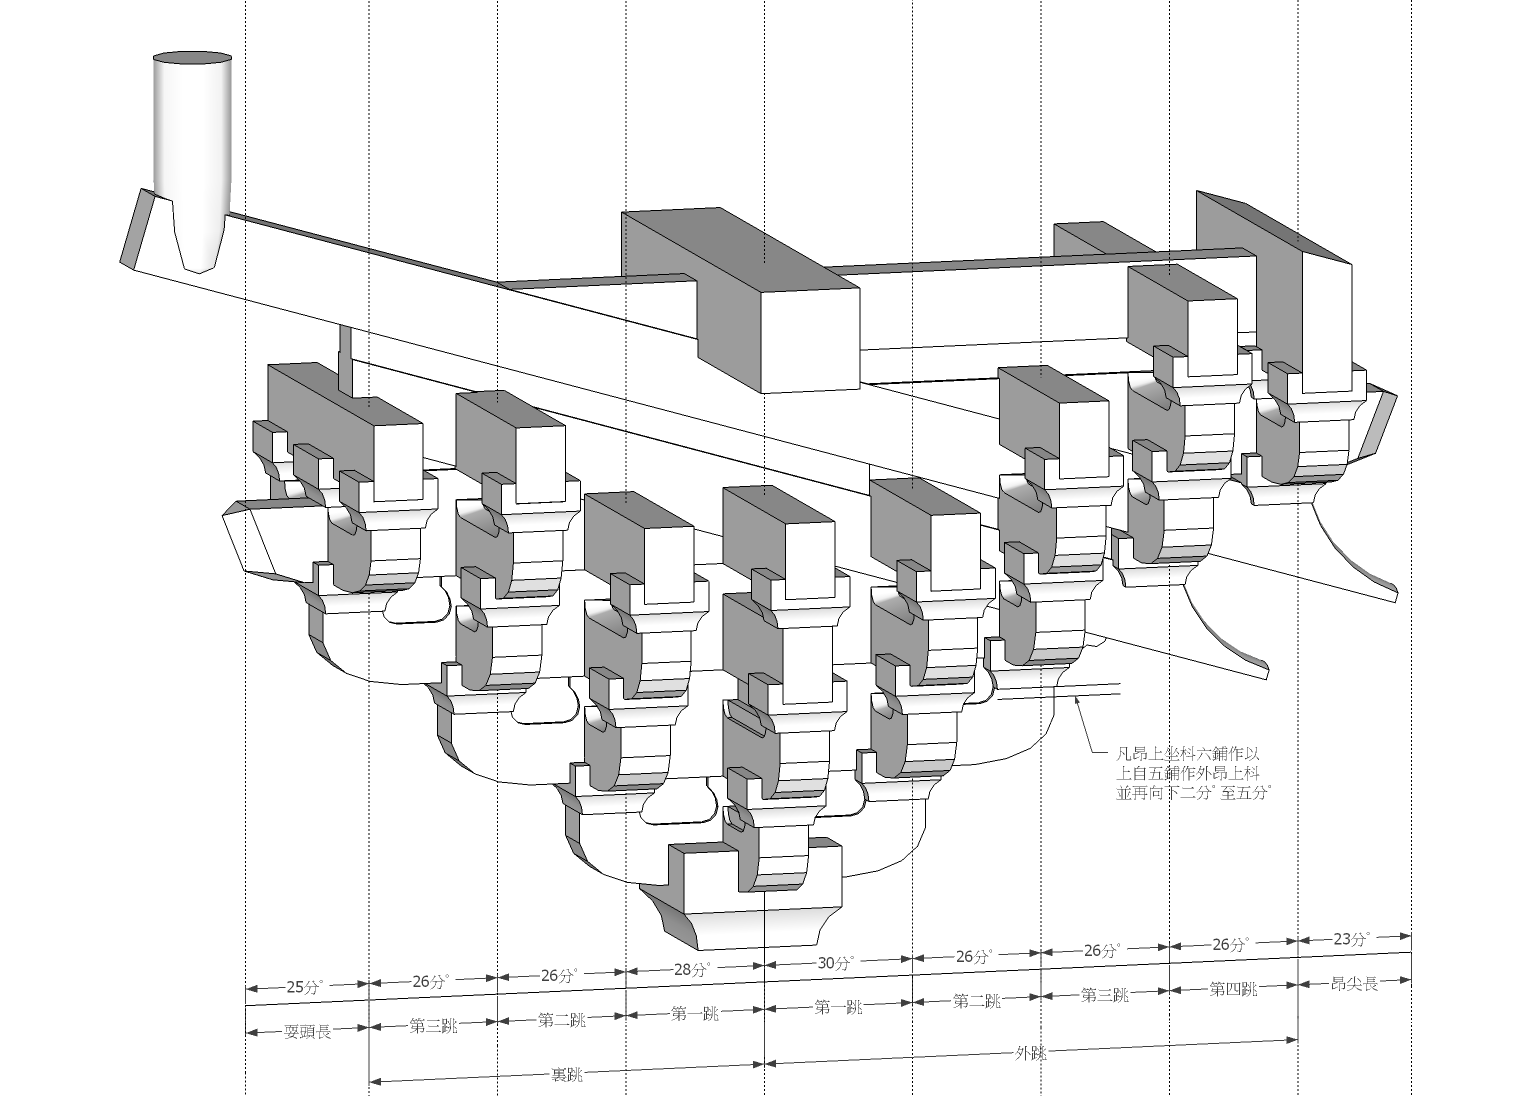 凡昂上坐枓六鋪作以
上自五鋪作外昂上枓
並再向下二分°至五分°
25分°
26分°
26分°
28分°
30分°
26分°
26分°
26分°
23分°
耍頭長
第三跳
第二跳
第一跳
第一跳
第二跳
第三跳
第四跳
昂尖長
裏跳
外跳